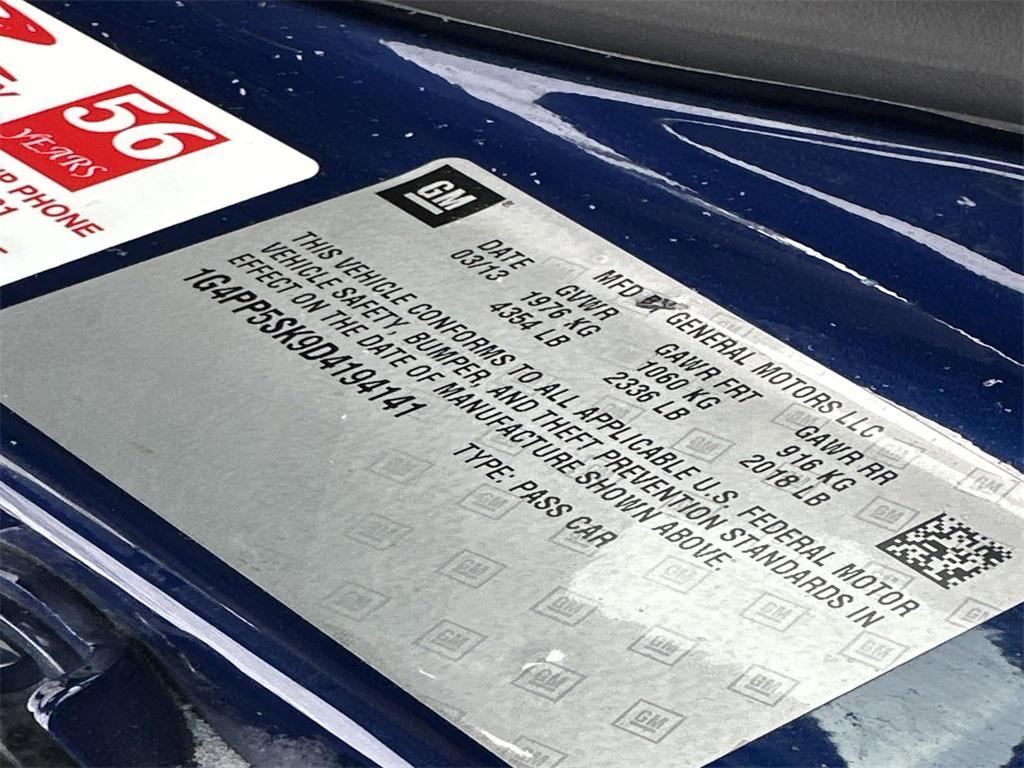 56
YEARS
PHONE
GM
MFD BY GENERAL MOTORS LLC
DATE GVWR GAWR FRT GAWR RR
03/13 1976 KG 1060 KG 916 KG
4354 LB 2336 LB 2018 LB
THIS VEHICLE CONFORMS TO ALL APPLICABLE U.S. FEDERAL MOTOR
VEHICLE SAFETY, BUMPER, AND THEFT PREVENTION STANDARDS IN
EFFECT ON THE DATE OF MANUFACTURE SHOWN ABOVE
1G4PP5SK9D4194141 TYPE: PASS CAR